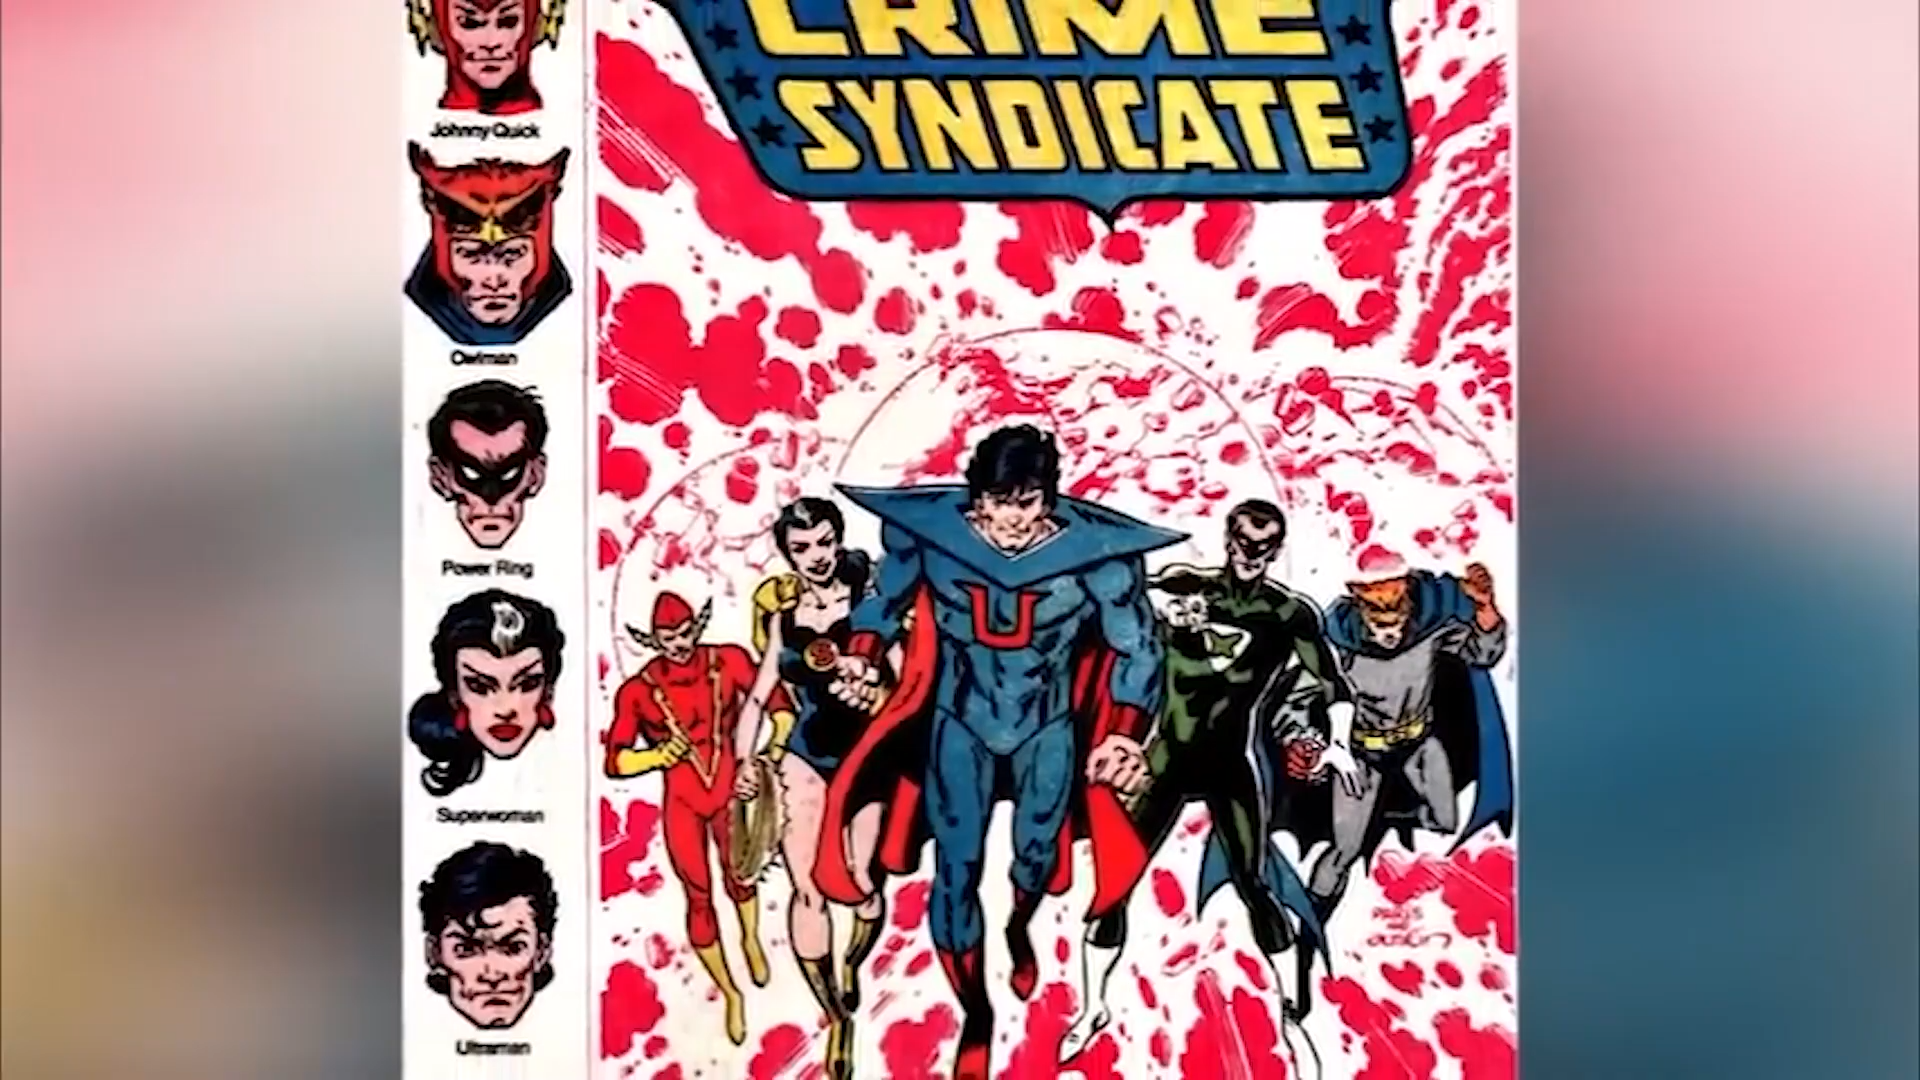 CRIME
SYNDICATE
Johnny Quick
Owlman
Power Ring
Superwoman
Ultraman
U
S